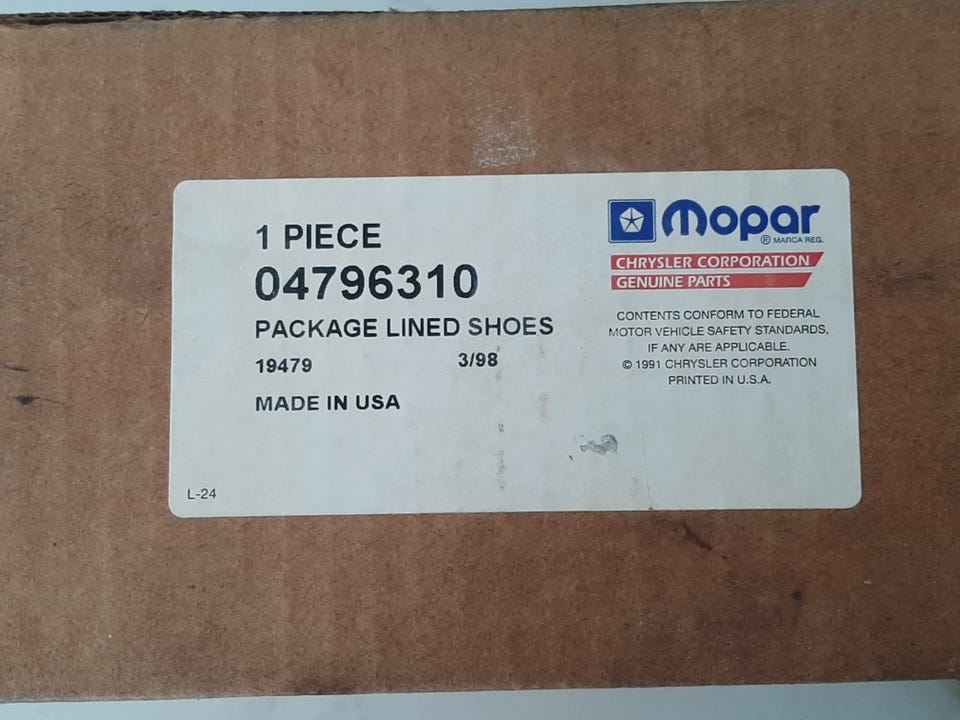 1 PIECE
04796310
PACKAGE LINED SHOES
19479 3/98
MADE IN USA
L-24
Mopar
® MARCA REG.
CHRYSLER CORPORATION
GENUINE PARTS
CONTENTS CONFORM TO FEDERAL
MOTOR VEHICLE SAFETY STANDARDS,
IF ANY ARE APPLICABLE.
© 1991 CHRYSLER CORPORATION
PRINTED IN U.S.A.